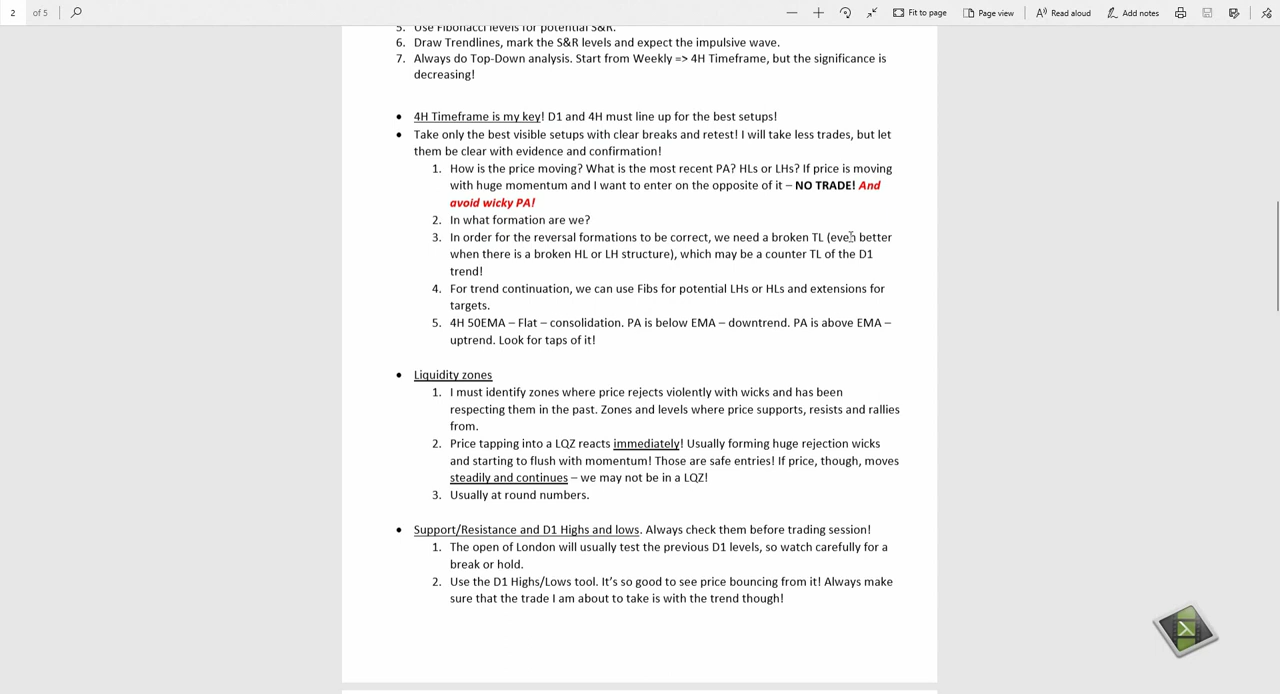 2 of 5
Fit to page
Page view
Read aloud
Add notes
5. Use Fibonacci levels for potential S&R.
6. Draw Trendlines, mark the S&R levels and expect the impulsive wave.
7. Always do Top-Down analysis. Start from Weekly => 4H Timeframe, but the significance is
decreasing!
• 4H Timeframe is my key! D1 and 4H must line up for the best setups!
• Take only the best visible setups with clear breaks and retest! I will take less trades, but let
them be clear with evidence and confirmation!
1. How is the price moving? What is the most recent PA? HLs or LHs? If price is moving
with huge momentum and I want to enter on the opposite of it – NO TRADE! And
avoid wicky PA!
2. In what formation are we?
3. In order for the reversal formations to be correct, we need a broken TL (even better
when there is a broken HL or LH structure), which may be a counter TL of the D1
trend!
4. For trend continuation, we can use Fibs for potential LHs or HLs and extensions for
targets.
5. 4H 50EMA – Flat – consolidation. PA is below EMA – downtrend. PA is above EMA –
uptrend. Look for taps of it!
• Liquidity zones
1. I must identify zones where price rejects violently with wicks and has been
respecting them in the past. Zones and levels where price supports, resists and rallies
from.
2. Price tapping into a LQZ reacts immediately! Usually forming huge rejection wicks
and starting to flush with momentum! Those are safe entries! If price, though, moves
steadily and continues – we may not be in a LQZ!
3. Usually at round numbers.
• Support/Resistance and D1 Highs and lows. Always check them before trading session!
1. The open of London will usually test the previous D1 levels, so watch carefully for a
break or hold.
2. Use the D1 Highs/Lows tool. It's so good to see price bouncing from it! Always make
sure that the trade I am about to take is with the trend though!